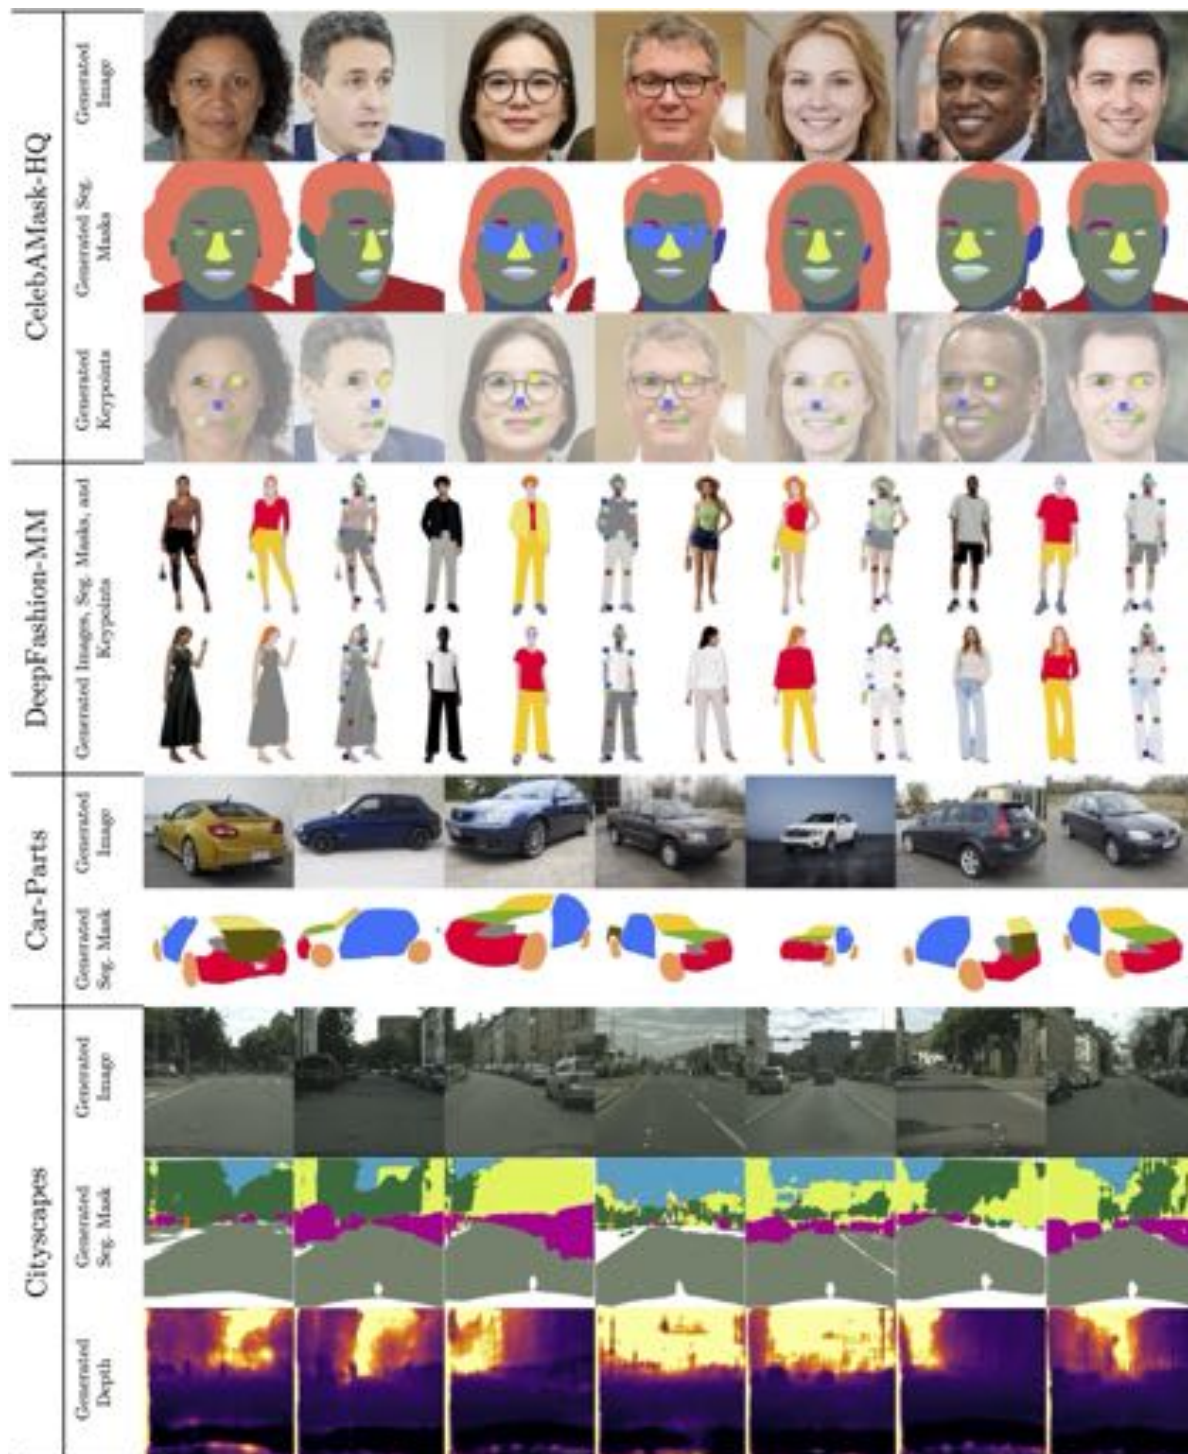 CelebAMask-HQ
Generated
Image
Generated Seg.
Masks
Generated
Keypoints
DeepFashion-MM
Generated Images, Seg. Masks, and
Keypoints
Car-Parts
Generated
Image
Generated
Seg. Mask
Cityscapes
Generated
Image
Generated
Seg. Mask
Generated
Depth